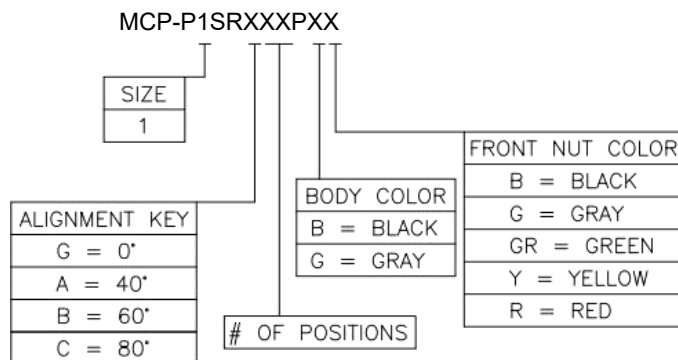 MCP-P1SRXXXPXX
SIZE
1
ALIGNMENT KEY
G = 0°
A = 40°
B = 60°
C = 80°
# OF POSITIONS
BODY COLOR
B = BLACK
G = GRAY
FRONT NUT COLOR
B = BLACK
G = GRAY
GR = GREEN
Y = YELLOW
R = RED